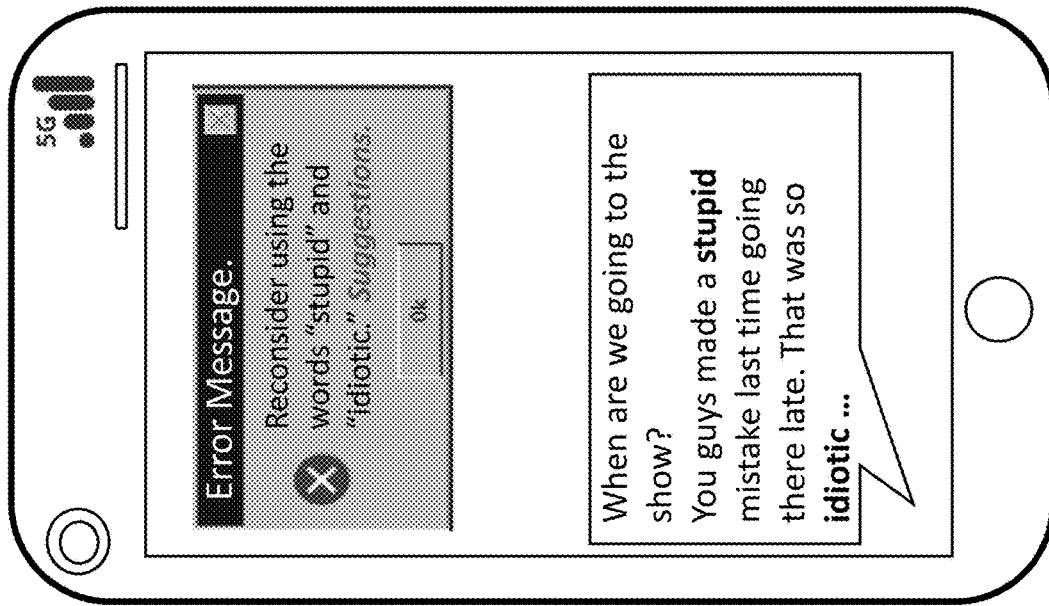 5G
Error Message.
Reconsider using the
words “stupid” and
“idiotic.” Suggestions.
Ok
When are we going to the
show?
You guys made a stupid
mistake last time going
there late. That was so
idiotic ...